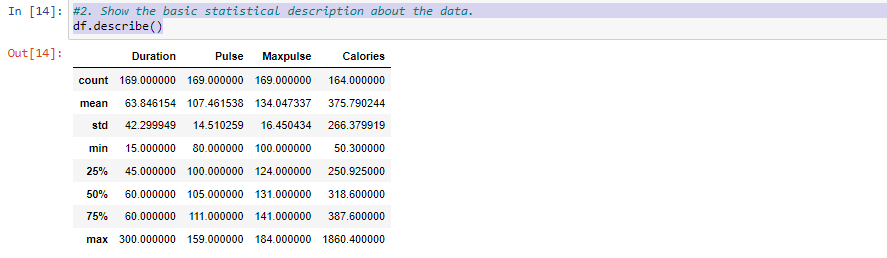 In [14]: #2. Show the basic statistical description about the data.
df.describe()
Out[14]:
Duration Pulse Maxpulse Calories
count 169.000000 169.000000 169.000000 164.000000
mean 63.846154 107.461538 134.047337 375.790244
std 42.299949 14.510259 16.450434 266.379919
min 15.000000 80.000000 100.000000 50.300000
25% 45.000000 100.000000 124.000000 250.925000
50% 60.000000 105.000000 131.000000 318.600000
75% 60.000000 111.000000 141.000000 387.600000
max 300.000000 159.000000 184.000000 1860.400000